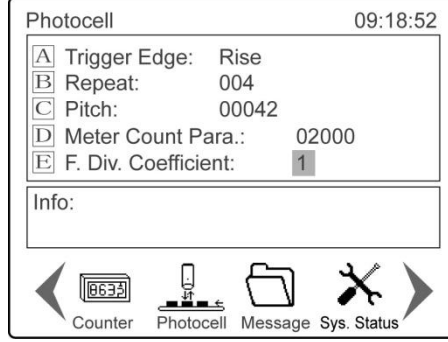 Photocell 09:18:52
A Trigger Edge: Rise
B Repeat: 004
C Pitch: 00042
D Meter Count Para.: 02000
E F. Div. Coefficient: 1
Info:
8635
Counter Photocell Message Sys. Status